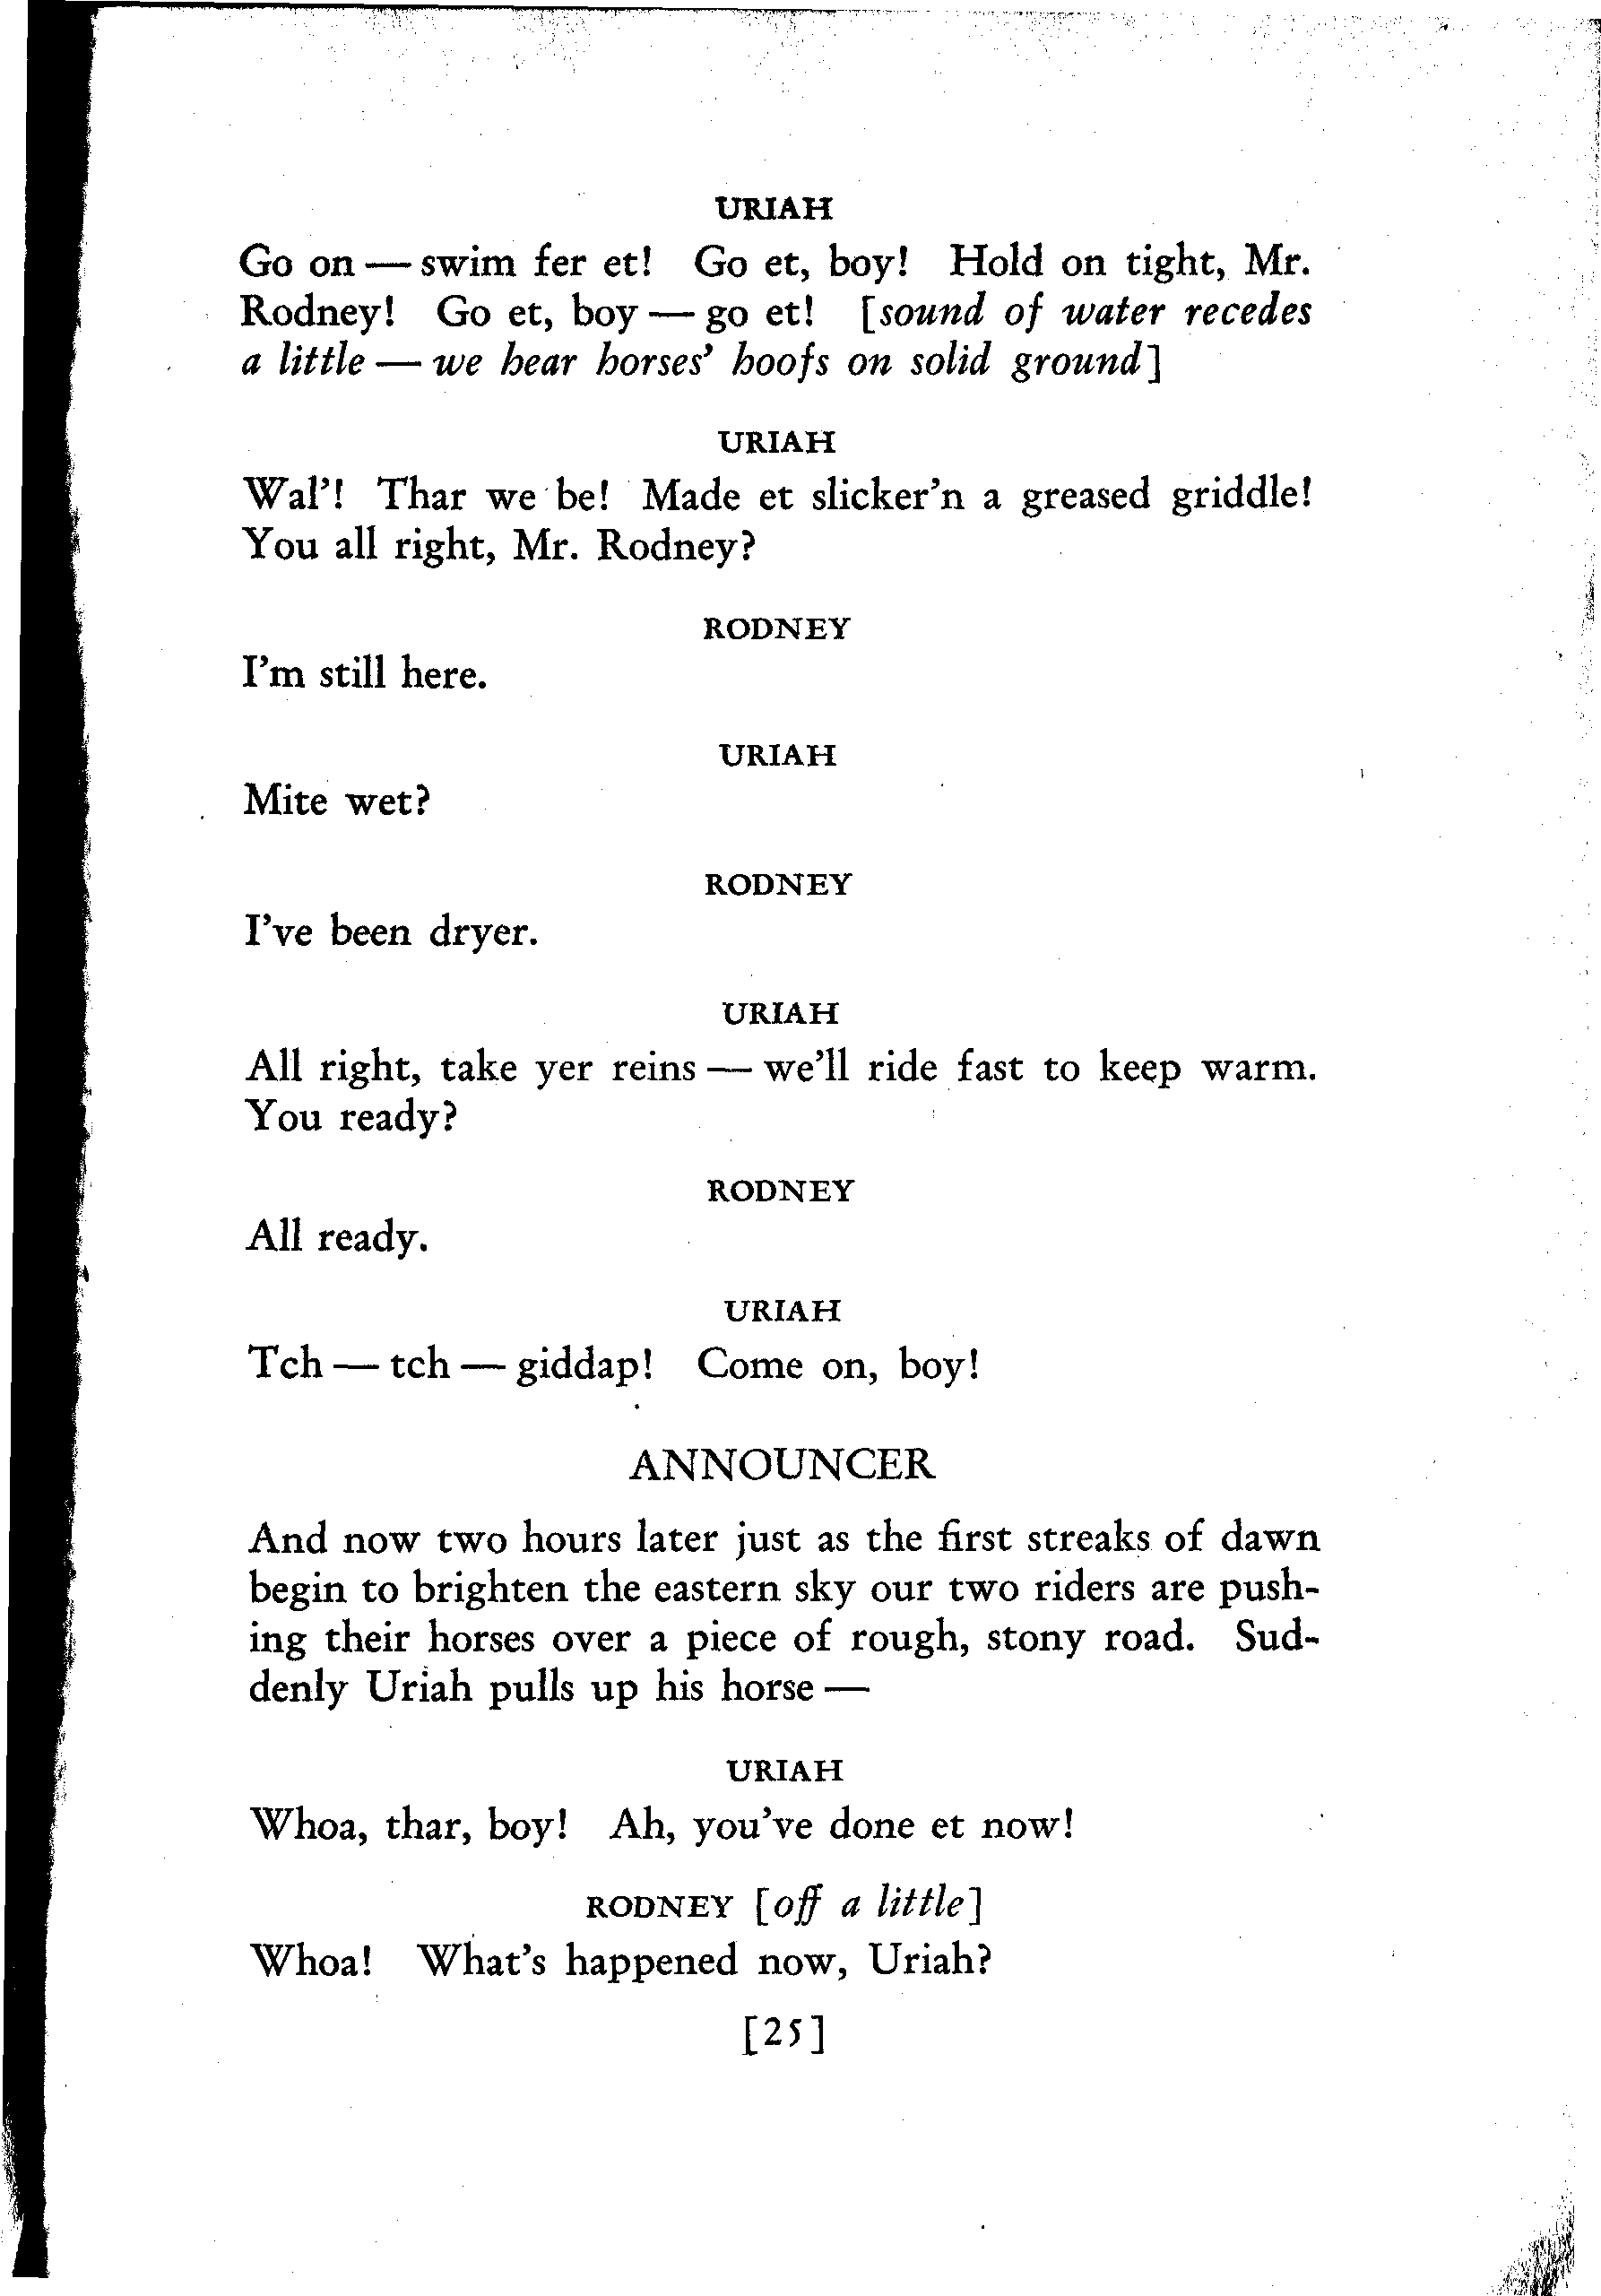 URIAH
Go on — swim fer et! Go et, boy! Hold on tight, Mr.
Rodney! Go et, boy — go et! [sound of water recedes
a little — we hear horses' hoofs on solid ground]
URIAH
Wal'! Thar we be! Made et slicker'n a greased griddle!
You all right, Mr. Rodney?
RODNEY
I'm still here.
URIAH
Mite wet?
RODNEY
I've been dryer.
URIAH
All right, take yer reins — we'll ride fast to keep warm.
You ready?
RODNEY
All ready.
URIAH
Tch — tch — giddap! Come on, boy!
ANNOUNCER
And now two hours later just as the first streaks of dawn
begin to brighten the eastern sky our two riders are push-
ing their horses over a piece of rough, stony road. Sud-
denly Uriah pulls up his horse —
URIAH
Whoa, thar, boy! Ah, you've done et now!
RODNEY [off a little]
Whoa! What's happened now, Uriah?
[25]